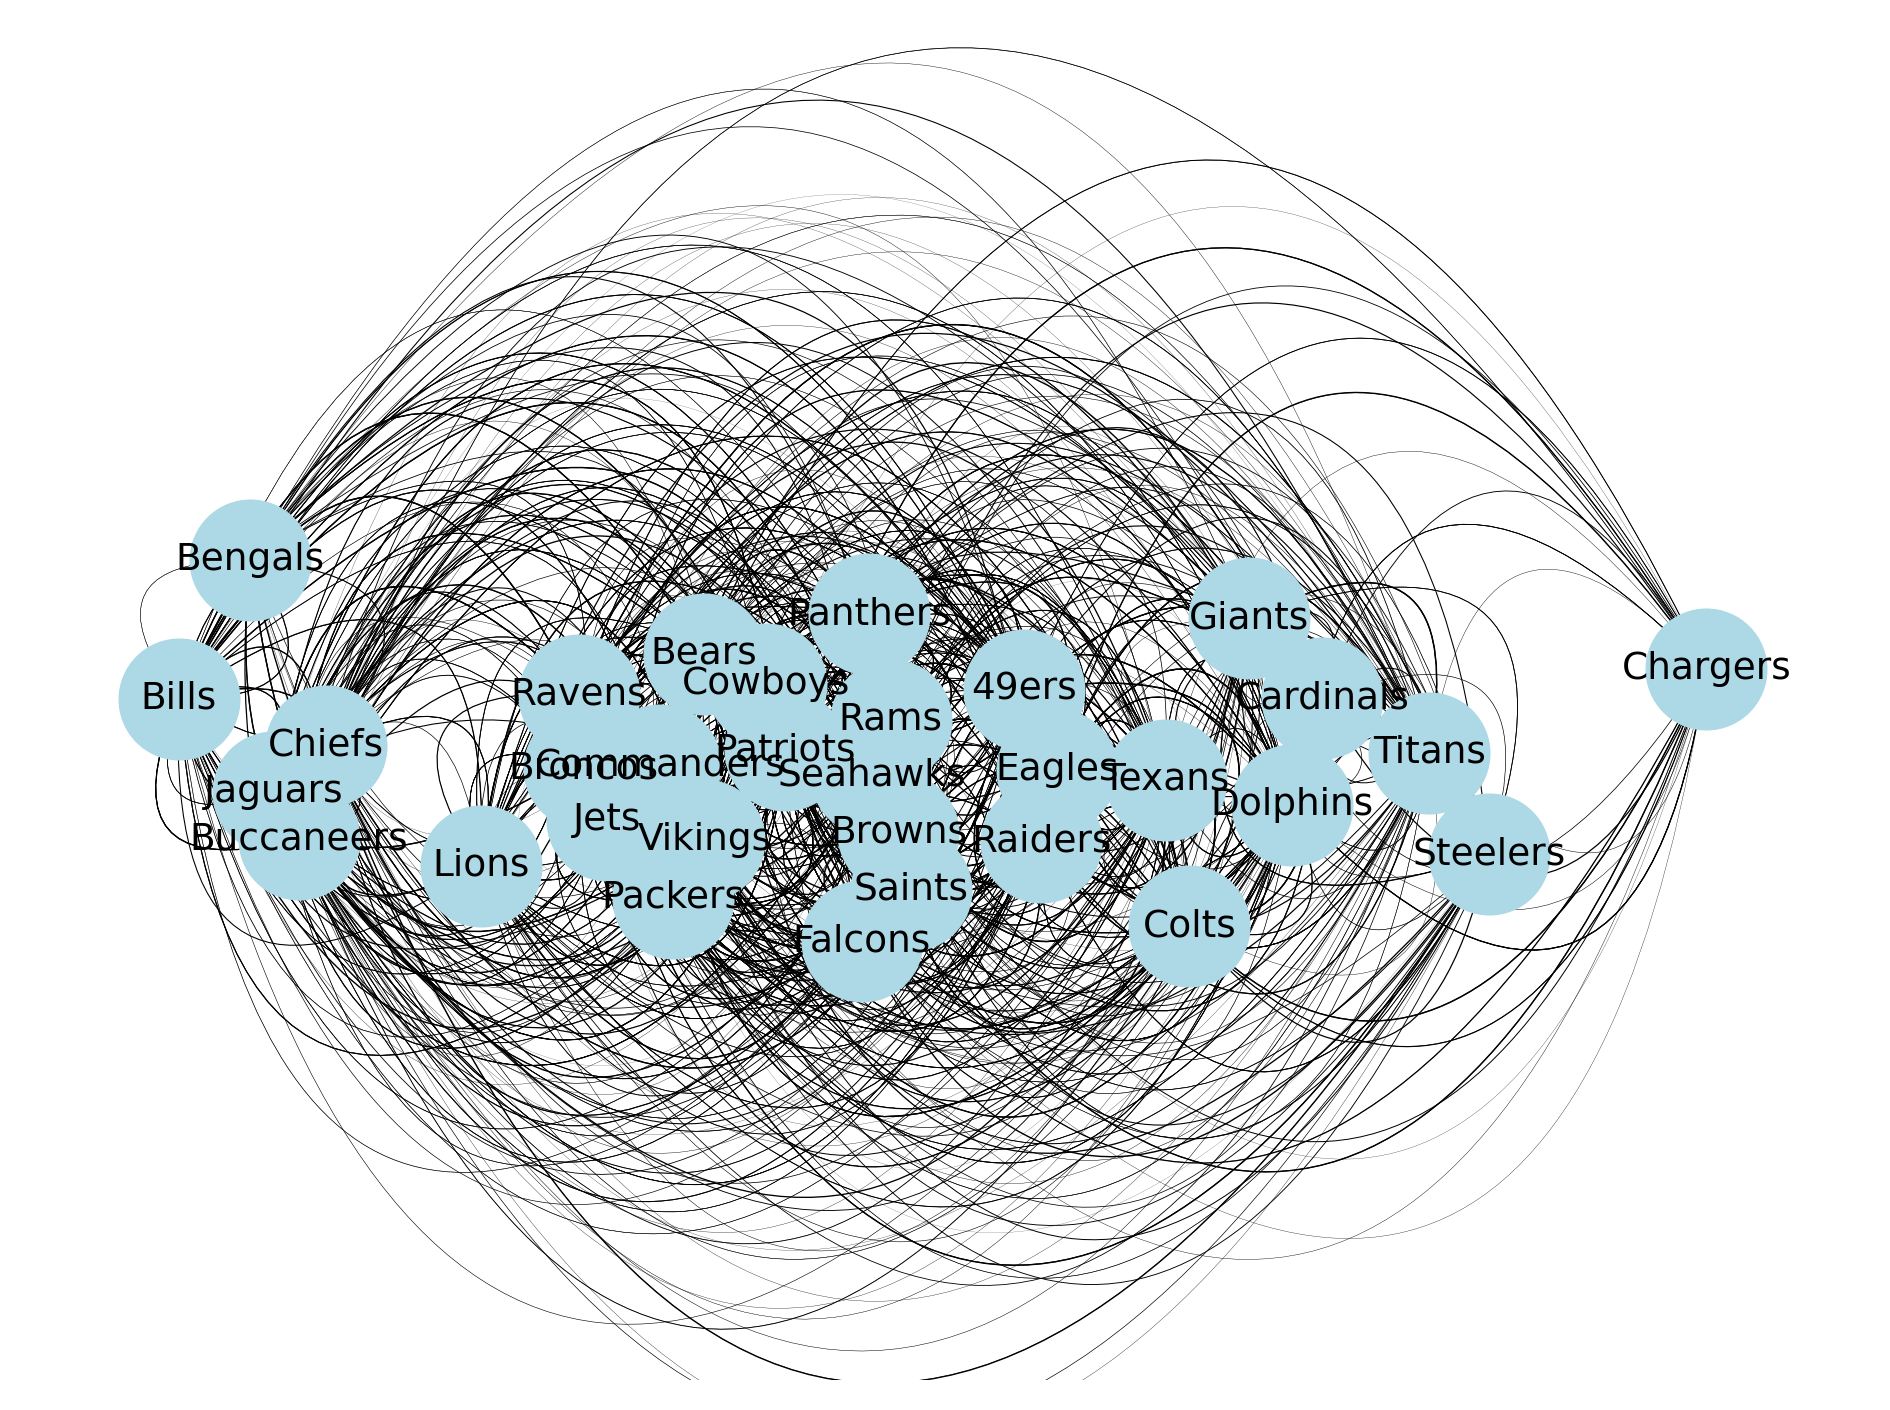 Bengals
Panthers
Giants
Bears
Chargers
Cowboys
49ers
Ravens
Bills
Cardinals
Rams
Chiefs
Patriots
Titans
Broncos
Commanders
Seahawks
Eagles
Texans
Jaguars
Dolphins
Jets
Browns
Buccaneers
Vikings
Raiders
Steelers
Lions
Saints
Packers
Colts
Falcons